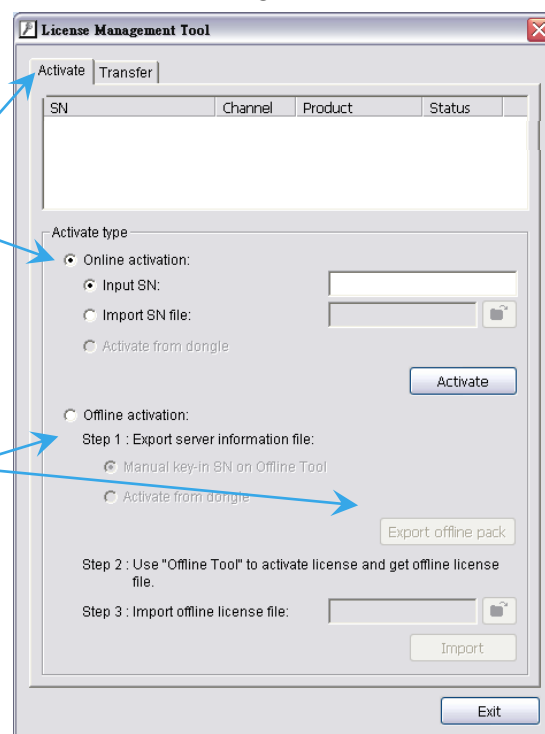 License Management Tool
Activate Transfer
SN Channel Product Status
Activate type
Online activation:
Input SN:
Import SN file:
Activate from dongle
Activate
Offline activation:
Step 1 : Export server information file:
Manual key-in SN on Offline Tool
Activate from dongle
Export offline pack
Step 2 : Use "Offline Tool" to activate license and get offline license
file.
Step 3 : Import offline license file:
Import
Exit